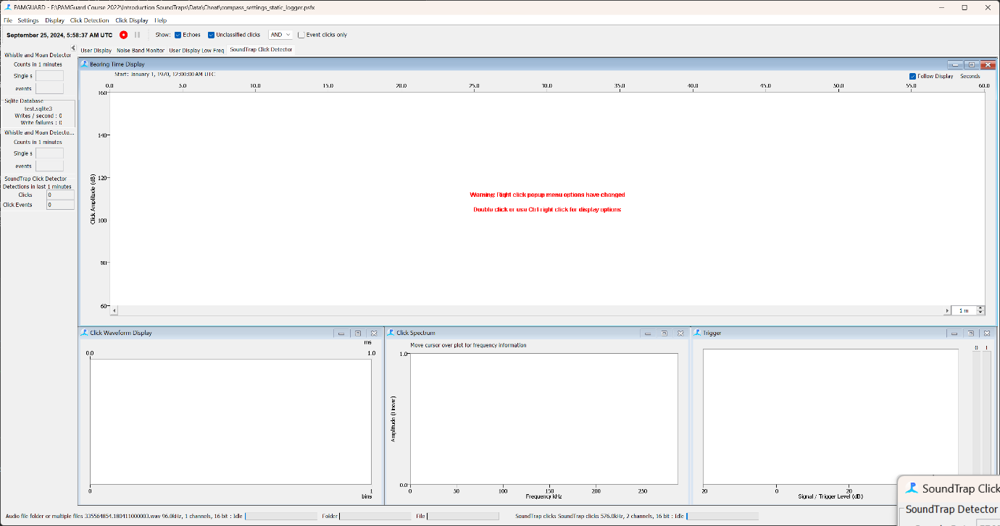 PAMGUARD - E:\PAMGuard Course 2022\Introduction SoundTraps\Data\Cheat\compass_settings_static_logger.psfx
File Settings Display Click Detection Click Display Help
September 25, 2024, 5:58:37 AM UTC Show: Echoes Unclassified clicks AND Event clicks only
User Display Noise Band Monitor User Display Low Freq SoundTrap Click Detector
Whistle and Moan Detector
Counts in 1 minutes
Single s
events
Sqlite Database
test.sqlite3
Writes / second : 0
Write failures : 0
Whistle and Moan Detecto...
Counts in 1 minutes
Single s
events
SoundTrap Click Detector
Detections in last 1 minutes
Clicks 0
Click Events 0
Bearing Time Display
Start: January 1, 1970, 12:00:00 AM UTC
Follow Display Seconds
0.0 5.0 10.0 15.0 20.0 25.0 30.0 35.0 40.0 45.0 50.0 55.0 60.0
160
140
120
100
80
60
Click Amplitude (dB)
Warning: Right click popup menu options have changed
Double click or use Ctrl-right click for display options
1 m
Click Waveform Display
ms
0.0 1.0
0 1
bins
Click Spectrum
Move cursor over plot for frequency information
1.0
0.0
Amplitude (Linear)
0 50 100 150 200 250
Frequency kHz
Trigger
0 1
20 0 20
Signal / Trigger Level (dB)
SoundTrap Click
SoundTrap Detector
Audio file folder or multiple files 335564854.180411000003.wav 96.0kHz, 1 channels, 16 bit : Idle Folder File SoundTrap clicks SoundTrap clicks 576.0kHz, 2 channels, 16 bit : Idle